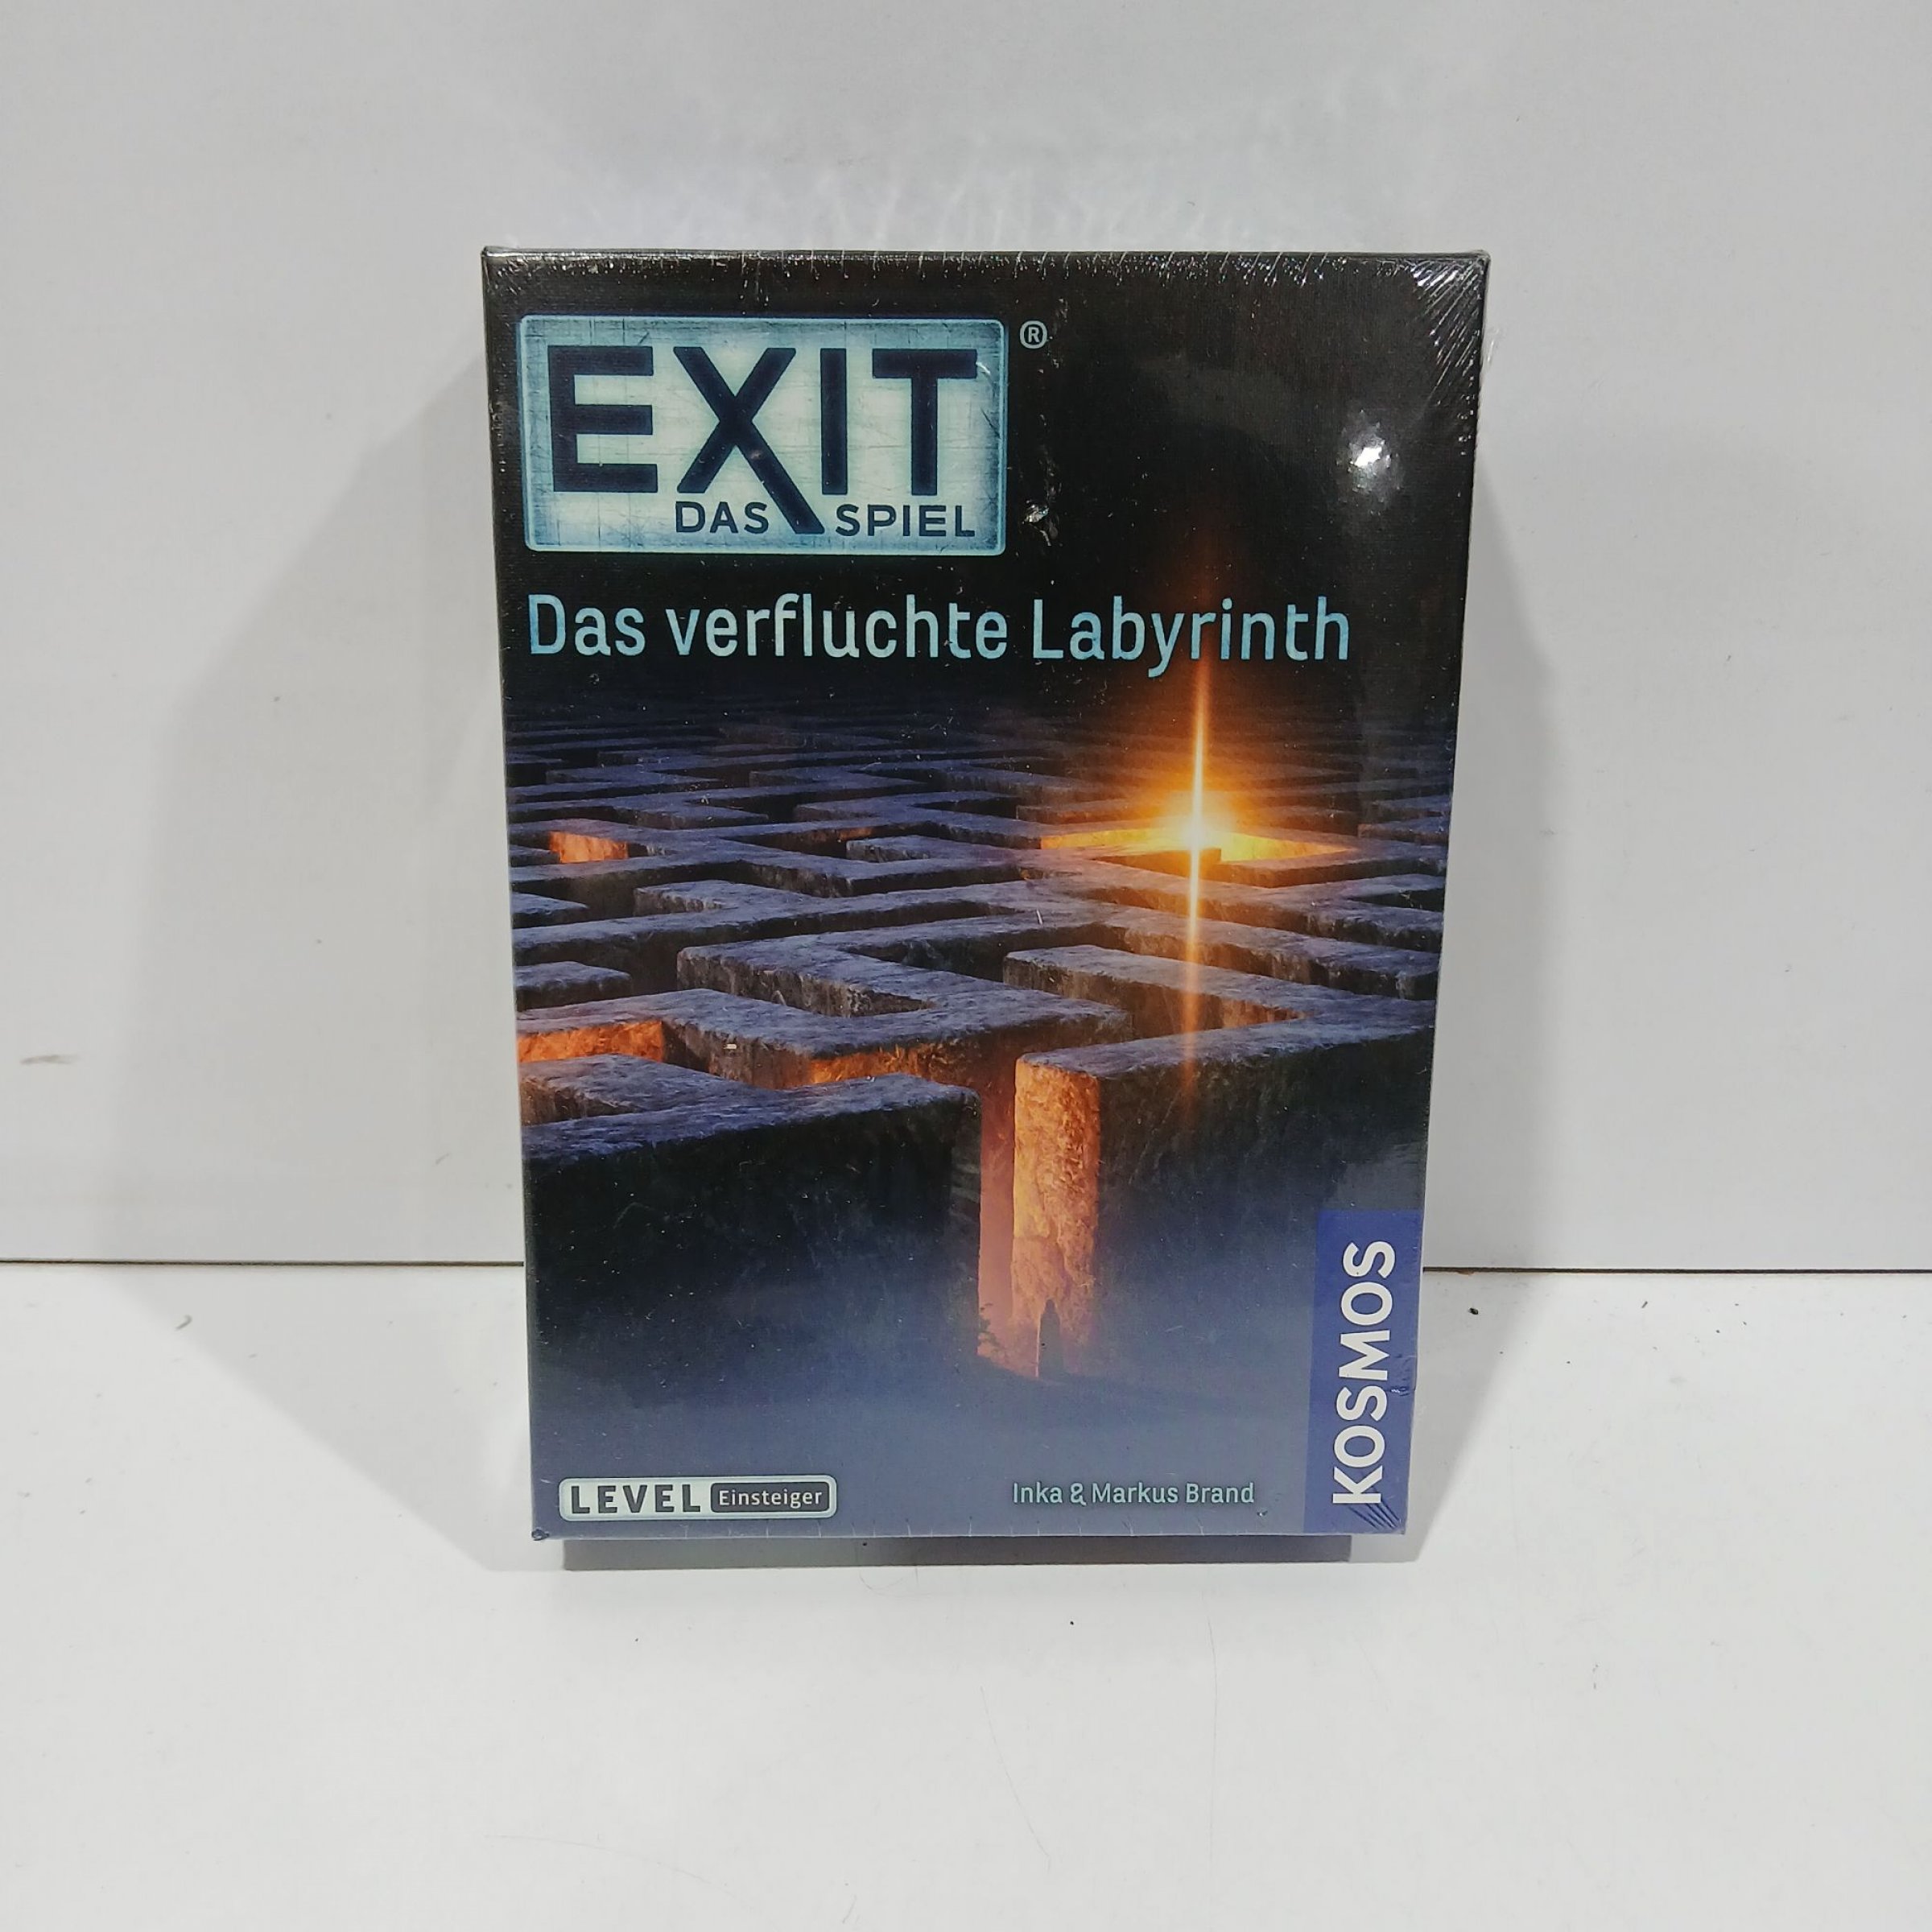 EXIT®
DAS SPIEL
Das verfluchte Labyrinth
LEVEL Einsteiger
Inka & Markus Brand
KOSMOS